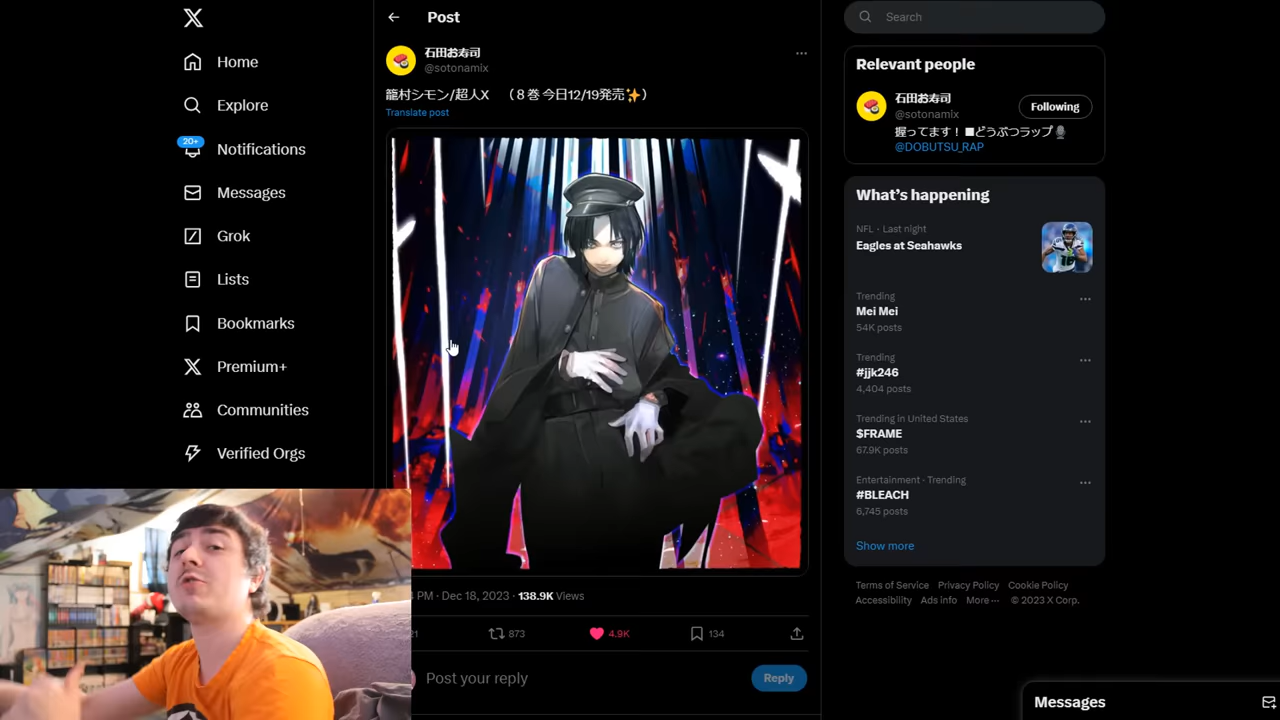 Home
Explore
20+
Notifications
Messages
Grok
Lists
Bookmarks
Premium+
Communities
Verified Orgs
Post
石田お寿司
@sotonamix
籠村シモン/超人X （８巻 今日12/19発売✨）
Translate post
PM · Dec 18, 2023 · 138.9K Views
21
873
4.9K
134
Post your reply
Reply
Search
Relevant people
石田お寿司
@sotonamix
Following
握ってます！ ■どうぶつラップ🎙
@DOBUTSU_RAP
What's happening
NFL · Last night
Eagles at Seahawks
Trending
Mei Mei
54K posts
Trending
#jjk246
4,404 posts
Trending in United States
$FRAME
67.9K posts
Entertainment · Trending
#BLEACH
6,745 posts
Show more
Terms of Service Privacy Policy Cookie Policy
Accessibility Ads info More ··· © 2023 X Corp.
Messages